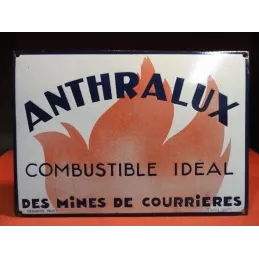 ANTHRALUX
COMBUSTIBLE IDÉAL
DES MiNES DE COURRiÈRES